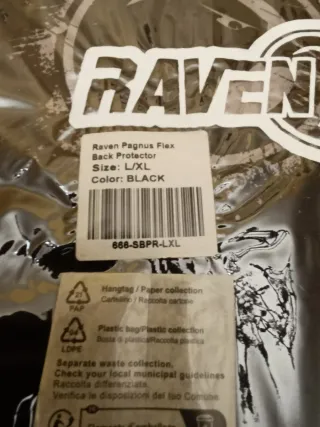 RAVEN
Raven Pagnus Flex
Back Protector
Size: L/XL
Color: BLACK
666-SBPR-LXL
Hangtag / Paper collection
Cartellino / Raccolta cartone
PAP
Plastic bag/Plastic collection
Busta di plastica/Raccolta plastica
LDPE
Separate waste collection.
Check your local municipal guidelines
Raccolta differenziata.
Verifica le disposizioni del tuo Comune.